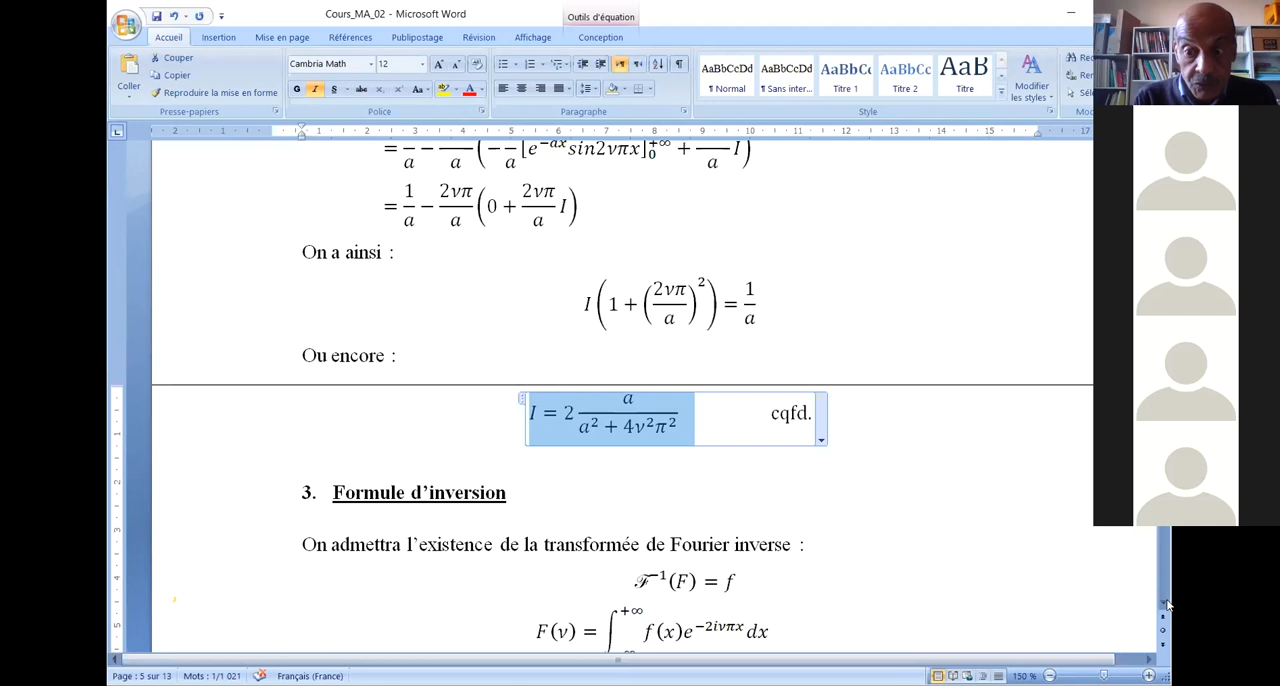 Cours_MA_02 - Microsoft Word
Outils d'équation
Accueil Insertion Mise en page Références Publipostage Révision Affichage Conception
Coller
Couper
Copier
Reproduire la mise en forme
Presse-papiers
Cambria Math 12
Police
Paragraphe
AaBbCcDd AaBbCcDd AaBbCc AaBbCc AaB
¶ Normal ¶ Sans inter... Titre 1 Titre 2 Titre
Modifier les styles
Style
= /a − /a (− /a [e^{−ax} sin2νπx]_0^{+∞} + /a I)
= 1/a − 2νπ/a (0 + 2νπ/a I)
On a ainsi :
I (1 + (2νπ/a)²) = 1/a
Ou encore :
I = 2 a/(a² + 4ν²π²) cqfd.
3. Formule d'inversion
On admettra l'existence de la transformée de Fourier inverse :
ℱ⁻¹(F) = f
F(ν) = ∫^{+∞} f(x)e^{−2iνπx} dx
Page : 5 sur 13 Mots : 1/1 021 Français (France) 150 %